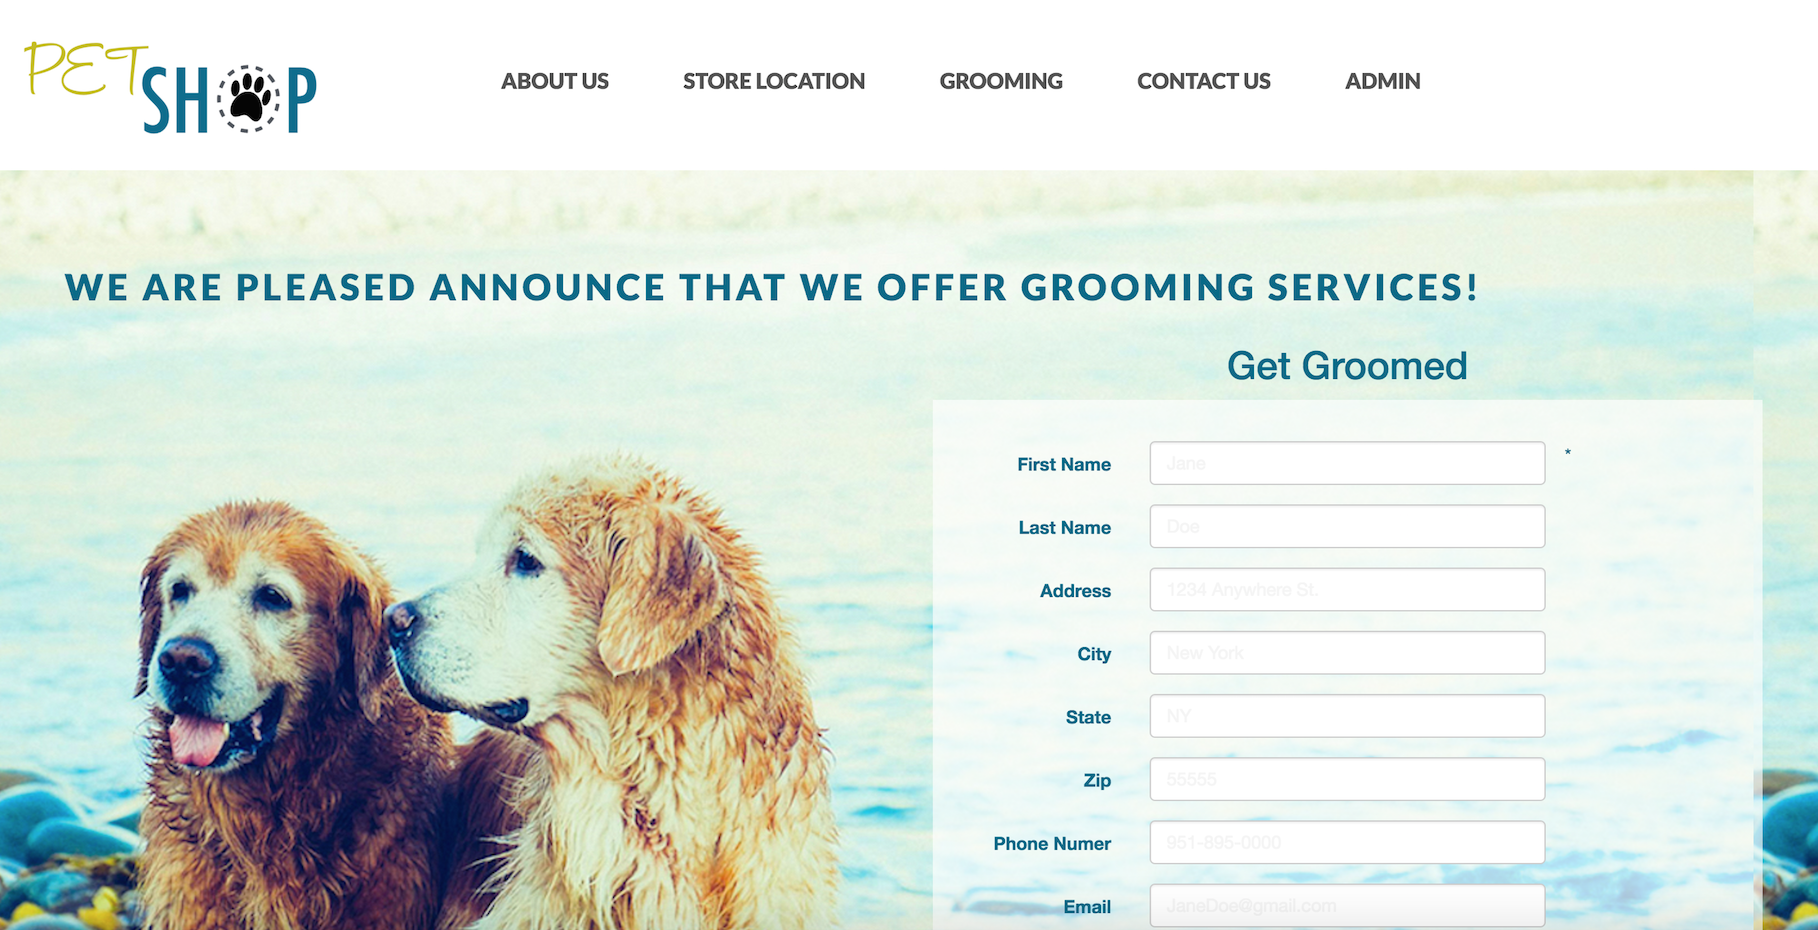 PET
SHOP
ABOUT US STORE LOCATION GROOMING CONTACT US ADMIN
WE ARE PLEASED ANNOUNCE THAT WE OFFER GROOMING SERVICES!
Get Groomed
First Name Jane *
Last Name Doe
Address 1234 Anywhere St.
City New York
State NY
Zip 55555
Phone Numer 951-895-0000
Email JaneDoe@gmail.com